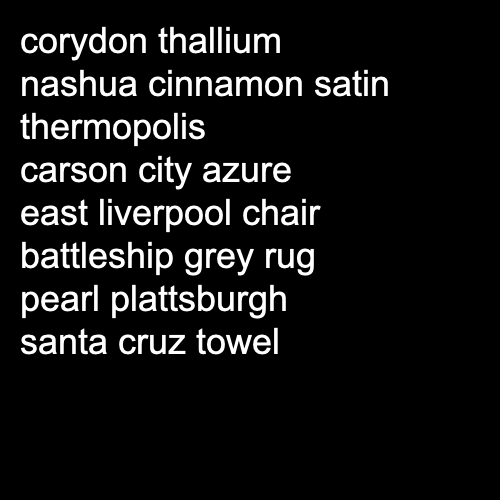 corydon thallium
nashua cinnamon satin
thermopolis
carson city azure
east liverpool chair
battleship grey rug
pearl plattsburgh
santa cruz towel